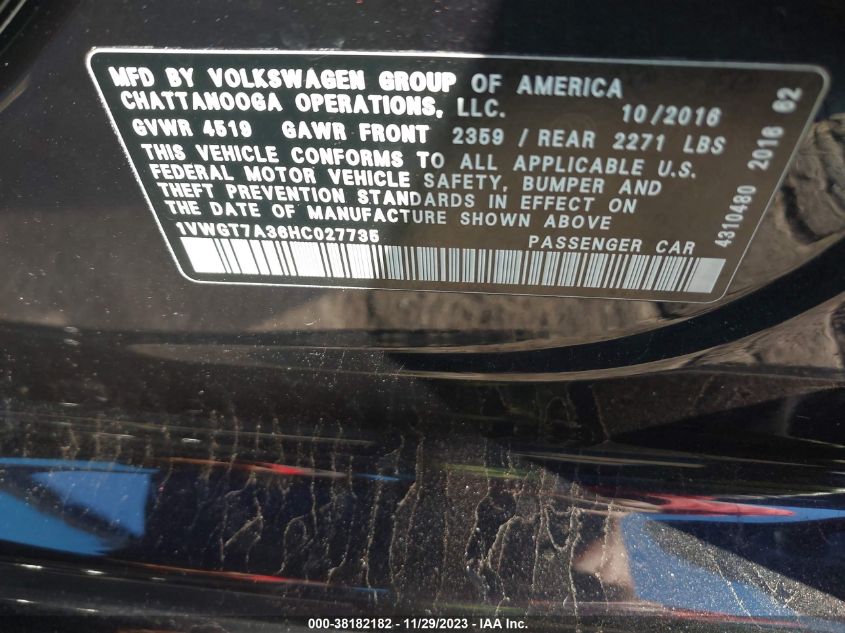 MFD BY VOLKSWAGEN GROUP OF AMERICA
CHATTANOOGA OPERATIONS, LLC. 10/2016
GVWR 4519 GAWR FRONT 2359 / REAR 2271 LBS
THIS VEHICLE CONFORMS TO ALL APPLICABLE U.S.
FEDERAL MOTOR VEHICLE SAFETY, BUMPER AND
THEFT PREVENTION STANDARDS IN EFFECT ON
THE DATE OF MANUFACTURE SHOWN ABOVE
1VWGT7A36HC027735 PASSENGER CAR
4310480 2016 62
000-38182182 - 11/29/2023 - IAA Inc.